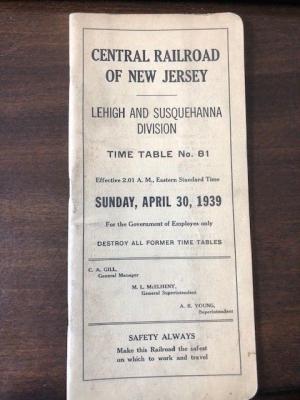 CENTRAL RAILROAD
OF NEW JERSEY
LEHIGH AND SUSQUEHANNA
DIVISION
TIME TABLE No. 81
Effective 2.01 A. M., Eastern Standard Time
SUNDAY, APRIL 30, 1939
For the Government of Employes only
DESTROY ALL FORMER TIME TABLES
C. A. GILL,
General Manager
M. L. McELHENY,
General Superintendent
A. E. YOUNG,
Superintendent
SAFETY ALWAYS
Make this Railroad the safest
on which to work and travel